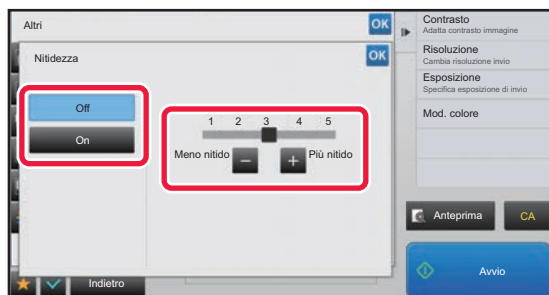 Altri
OK
Nitidezza
OK
Off
On
1 2 3 4 5
Meno nitido
Più nitido
Indietro
Contrasto
Adatta contrasto immagine
Risoluzione
Cambia risoluzione invio
Esposizione
Specifica esposizione di invio
Mod. colore
Anteprima
CA
Avvio